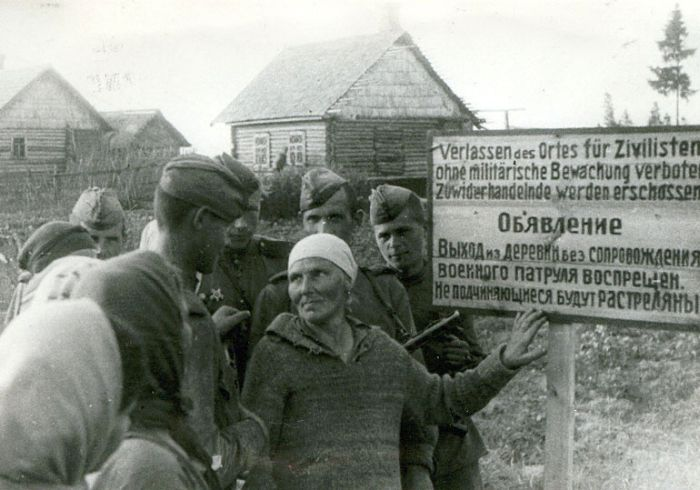 Verlassen des Ortes für Zivilisten
ohne militärische Bewachung verboten
Zuwiderhandelnde werden erschossen
Объявление
Выход из деревни без сопровождения
военного патруля воспрещен.
Не подчиняющиеся будут растреляны